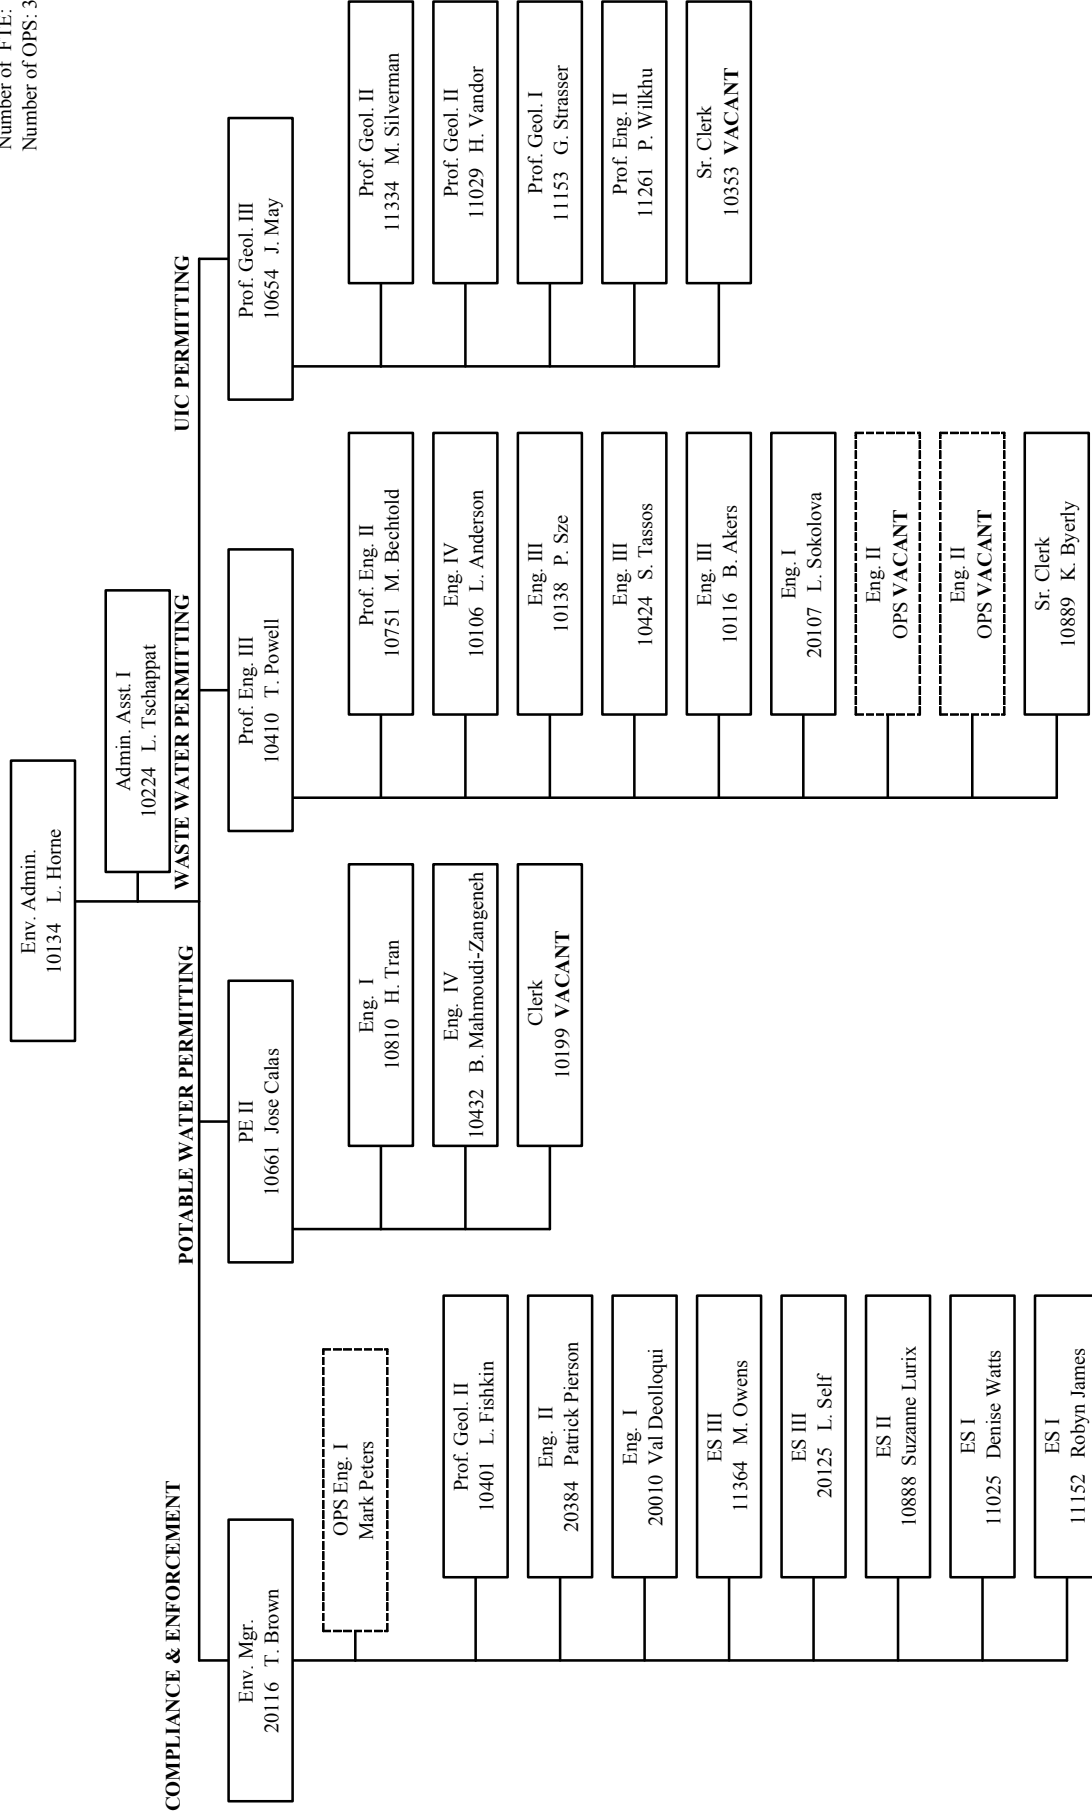 Number of FTE:
Number of OPS: 3
Env. Admin.
10134 L. Horne
Admin. Asst. I
10224 L. Tschappat
COMPLIANCE & ENFORCEMENT
Env. Mgr.
20116 T. Brown
OPS Eng. I
Mark Peters
Prof. Geol. II
10401 L. Fishkin
Eng. II
20384 Patrick Pierson
Eng. I
20010 Val Deolloqui
ES III
11364 M. Owens
ES III
20125 L. Self
ES II
10888 Suzanne Lurix
ES I
11025 Denise Watts
ES I
11152 Robyn James
POTABLE WATER PERMITTING
PE II
10661 Jose Calas
Eng. I
10810 H. Tran
Eng. IV
10432 B. Mahmoudi-Zangeneh
Clerk
10199 VACANT
WASTE WATER PERMITTING
Prof. Eng. III
10410 T. Powell
Prof. Eng. II
10751 M. Bechtold
Eng. IV
10106 L. Anderson
Eng. III
10138 P. Sze
Eng. III
10424 S. Tassos
Eng. III
10116 B. Akers
Eng. I
20107 L. Sokolova
Eng. II
OPS VACANT
Eng. II
OPS VACANT
Sr. Clerk
10889 K. Byerly
UIC PERMITTING
Prof. Geol. III
10654 J. May
Prof. Geol. II
11334 M. Silverman
Prof. Geol. II
11029 H. Vandor
Prof. Geol. I
11153 G. Strasser
Prof. Eng. II
11261 P. Wilkhu
Sr. Clerk
10353 VACANT